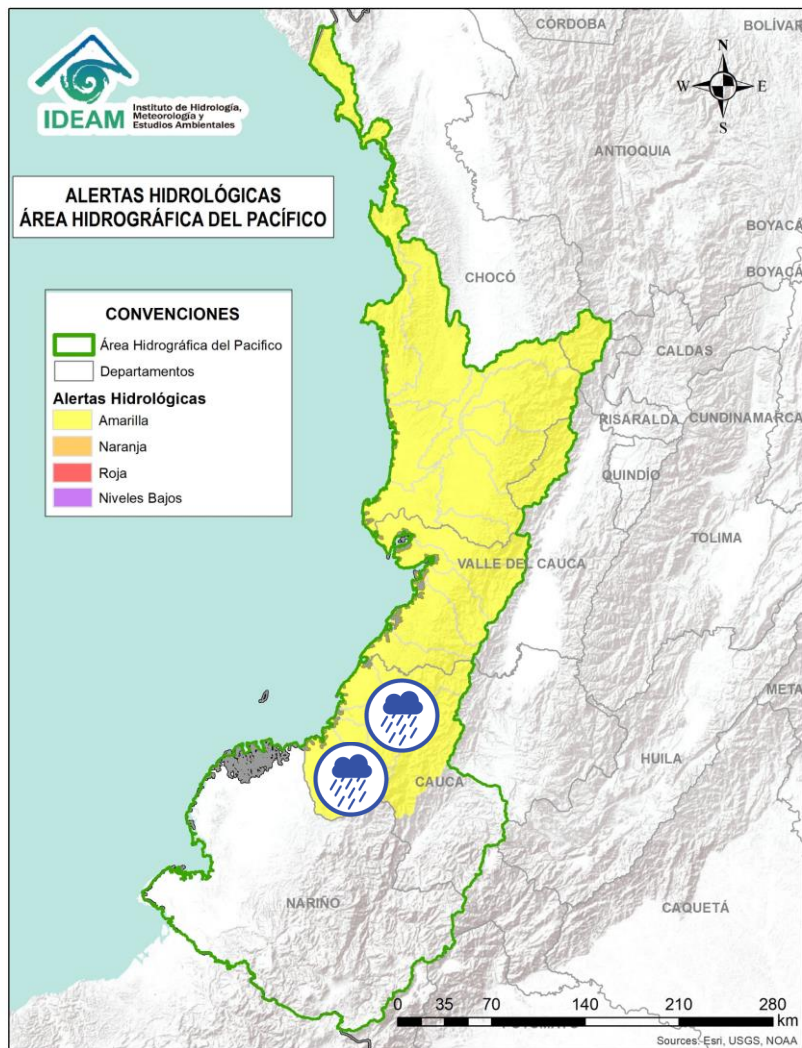 CÓRDOBA
BOLÍVAR
IDEAM
Instituto de Hidrología,
Meteorología y
Estudios Ambientales
N
W
E
S
ANTIOQUIA
ALERTAS HIDROLÓGICAS
ÁREA HIDROGRÁFICA DEL PACÍFICO
BOYACÁ
BOYACÁ
CHOCÓ
CONVENCIONES
Área Hidrográfica del Pacifico
Departamentos
Alertas Hidrológicas
Amarilla
Naranja
Roja
Niveles Bajos
CALDAS
RISARALDA
CUNDINAMARCA
QUINDÍO
TOLIMA
VALLE DEL CAUCA
META
HUILA
CAUCA
NARIÑO
CAQUETÁ
0 35 70 140 210 280
km
Sources: Esri, USGS, NOAA